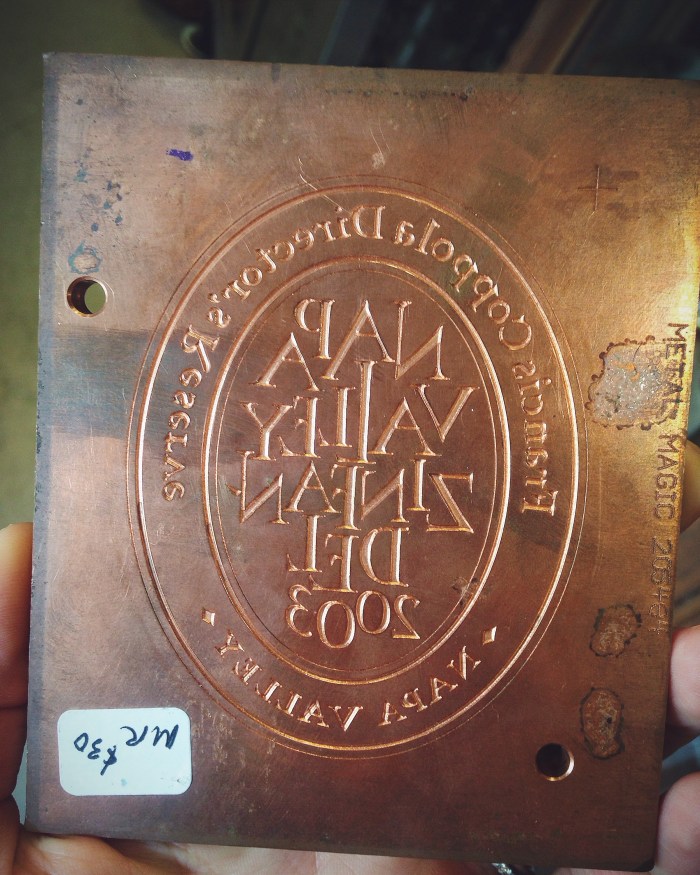 Francis Coppola Director's Reserve
NAPA
VALLEY
ZINFAN
DEL
2003
NAPA VALLEY
METAL MAGIC
MR
$30